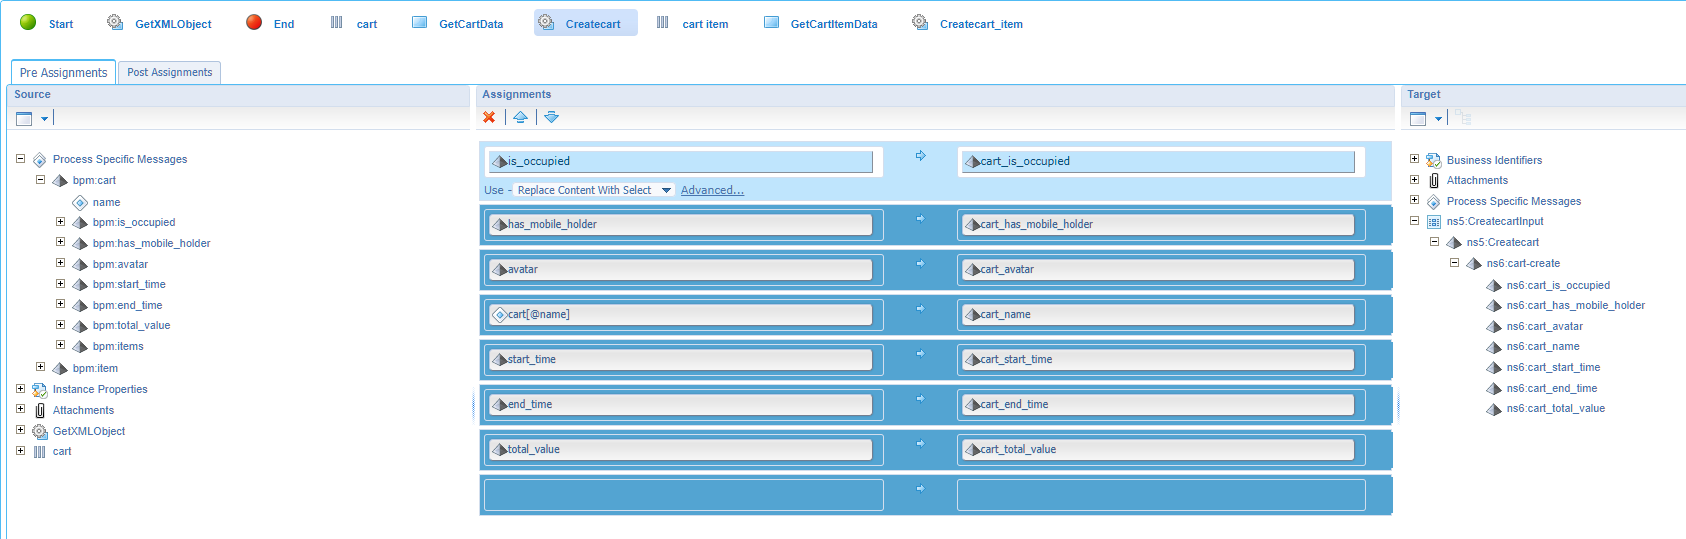 Start GetXMLObject End cart GetCartData Createcart cart item GetCartItemData Createcart_item
Pre Assignments Post Assignments
Source
Process Specific Messages
bpm:cart
name
bpm:is_occupied
bpm:has_mobile_holder
bpm:avatar
bpm:start_time
bpm:end_time
bpm:total_value
bpm:items
bpm:item
Instance Properties
Attachments
GetXMLObject
cart
Assignments
is_occupied cart_is_occupied
Use - Replace Content With Select Advanced...
has_mobile_holder cart_has_mobile_holder
avatar cart_avatar
cart[@name] cart_name
start_time cart_start_time
end_time cart_end_time
total_value cart_total_value
Target
Business Identifiers
Attachments
Process Specific Messages
ns5:CreatecartInput
ns5:Createcart
ns6:cart-create
ns6:cart_is_occupied
ns6:cart_has_mobile_holder
ns6:cart_avatar
ns6:cart_name
ns6:cart_start_time
ns6:cart_end_time
ns6:cart_total_value